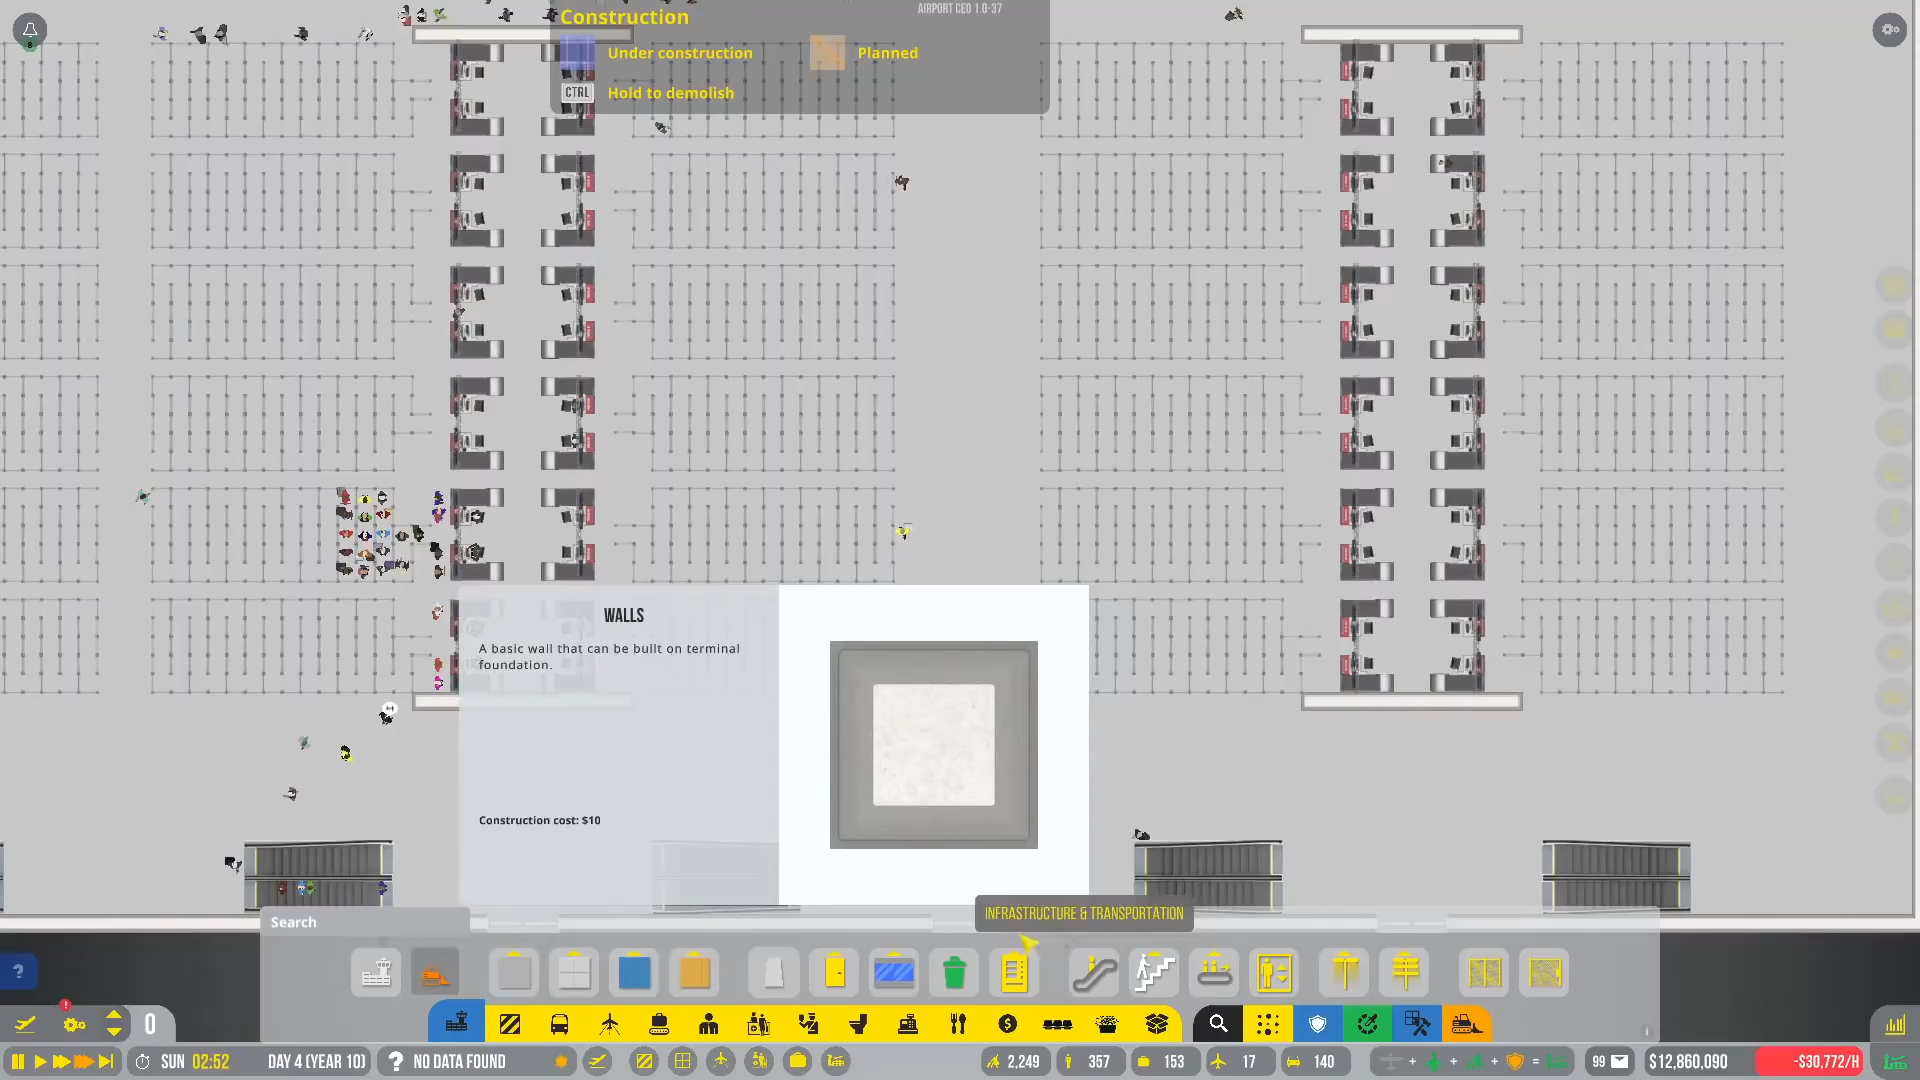 AIRPORT CEO 1.0-37
Construction
Under construction
Planned
CTRL
Hold to demolish
8
WALLS
A basic wall that can be built on terminal
foundation.
Construction cost: $10
INFRASTRUCTURE & TRANSPORTATION
Search
?
!
0
i
SUN 02:52
DAY 4 (YEAR 10)
? NO DATA FOUND
2,249
357
153
17
140
+ + + =
99
$12,860,090
-$30,772/H